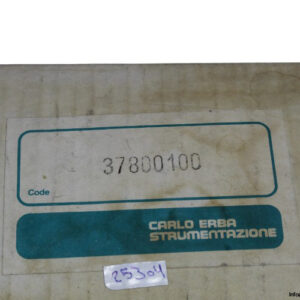 37800100
Code
CARLO ERBA
STRUMENTAZIONE
25304